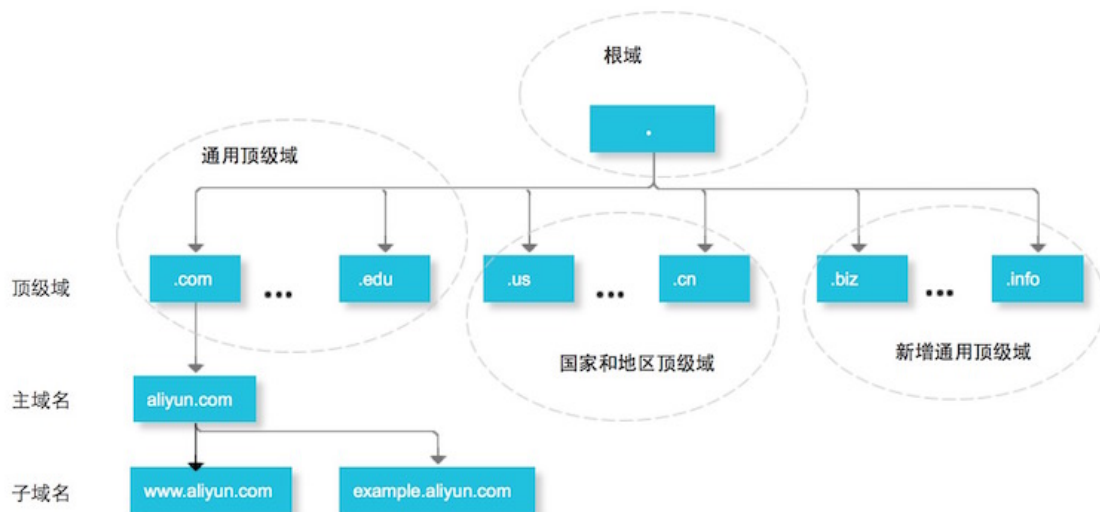 根域
.
通用顶级域
顶级域
.com
...
.edu
.us
...
.cn
.biz
...
.info
国家和地区顶级域
新增通用顶级域
主域名
aliyun.com
子域名
www.aliyun.com
example.aliyun.com